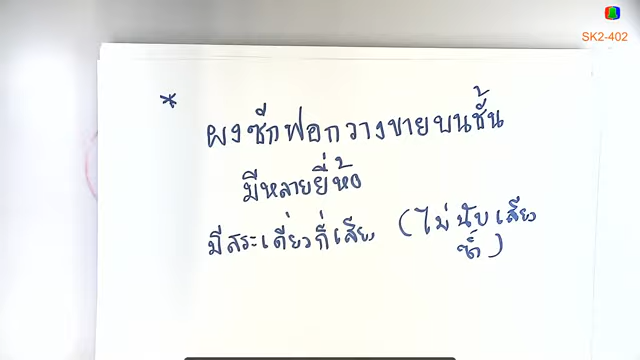 SK2-402
*
ผงซักฟอกวางขายบนชั้น
มีหลายยี่ห้อ
มีสระเดี่ยวกี่เสียง (ไม่นับเสียง
ซ้ำ)